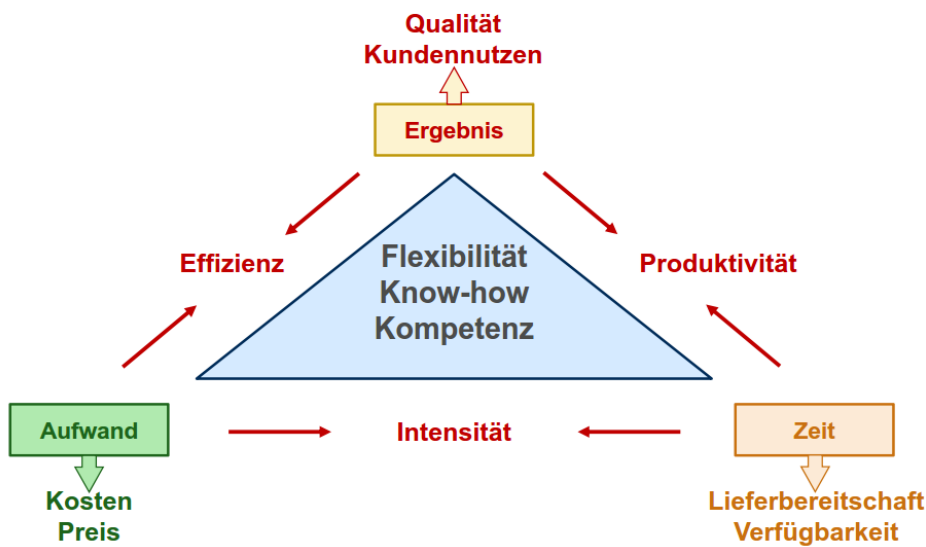 Qualität
Kundennutzen
Ergebnis
Effizienz
Flexibilität
Know-how
Kompetenz
Produktivität
Aufwand
Intensität
Zeit
Kosten
Preis
Lieferbereitschaft
Verfügbarkeit